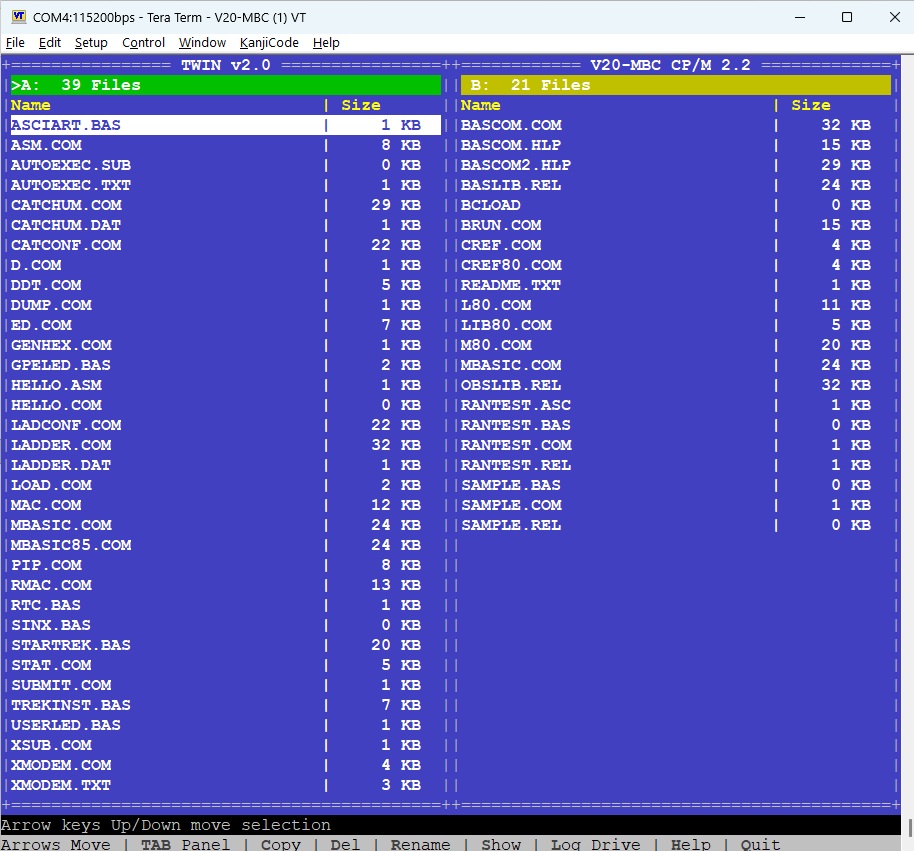 COM4:115200bps - Tera Term - V20-MBC (1) VT
File Edit Setup Control Window KanjiCode Help
+================ TWIN v2.0 ================++============ V20-MBC CP/M 2.2 =============+
>A: 39 Files || B: 21 Files |
|Name | Size ||Name | Size |
|ASCIART.BAS | 1 KB ||BASCOM.COM | 32 KB |
|ASM.COM | 8 KB ||BASCOM.HLP | 15 KB |
|AUTOEXEC.SUB | 0 KB ||BASCOM2.HLP | 29 KB |
|AUTOEXEC.TXT | 1 KB ||BASLIB.REL | 24 KB |
|CATCHUM.COM | 29 KB ||BCLOAD | 0 KB |
|CATCHUM.DAT | 1 KB ||BRUN.COM | 15 KB |
|CATCONF.COM | 22 KB ||CREF.COM | 4 KB |
|D.COM | 1 KB ||CREF80.COM | 4 KB |
|DDT.COM | 5 KB ||README.TXT | 1 KB |
|DUMP.COM | 1 KB ||L80.COM | 11 KB |
|ED.COM | 7 KB ||LIB80.COM | 5 KB |
|GENHEX.COM | 1 KB ||M80.COM | 20 KB |
|GPELED.BAS | 2 KB ||MBASIC.COM | 24 KB |
|HELLO.ASM | 1 KB ||OBSLIB.REL | 32 KB |
|HELLO.COM | 0 KB ||RANTEST.ASC | 1 KB |
|LADCONF.COM | 22 KB ||RANTEST.BAS | 0 KB |
|LADDER.COM | 32 KB ||RANTEST.COM | 1 KB |
|LADDER.DAT | 1 KB ||RANTEST.REL | 1 KB |
|LOAD.COM | 2 KB ||SAMPLE.BAS | 0 KB |
|MAC.COM | 12 KB ||SAMPLE.COM | 1 KB |
|MBASIC.COM | 24 KB ||SAMPLE.REL | 0 KB |
|MBASIC85.COM | 24 KB || |
|PIP.COM | 8 KB || |
|RMAC.COM | 13 KB || |
|RTC.BAS | 1 KB || |
|SINX.BAS | 0 KB || |
|STARTREK.BAS | 20 KB || |
|STAT.COM | 5 KB || |
|SUBMIT.COM | 1 KB || |
|TREKINST.BAS | 7 KB || |
|USERLED.BAS | 1 KB || |
|XSUB.COM | 1 KB || |
|XMODEM.COM | 4 KB || |
|XMODEM.TXT | 3 KB || |
+===========================================++===========================================+
Arrow keys Up/Down move selection
Arrows Move | TAB Panel | Copy | Del | Rename | Show | Log Drive | Help | Quit